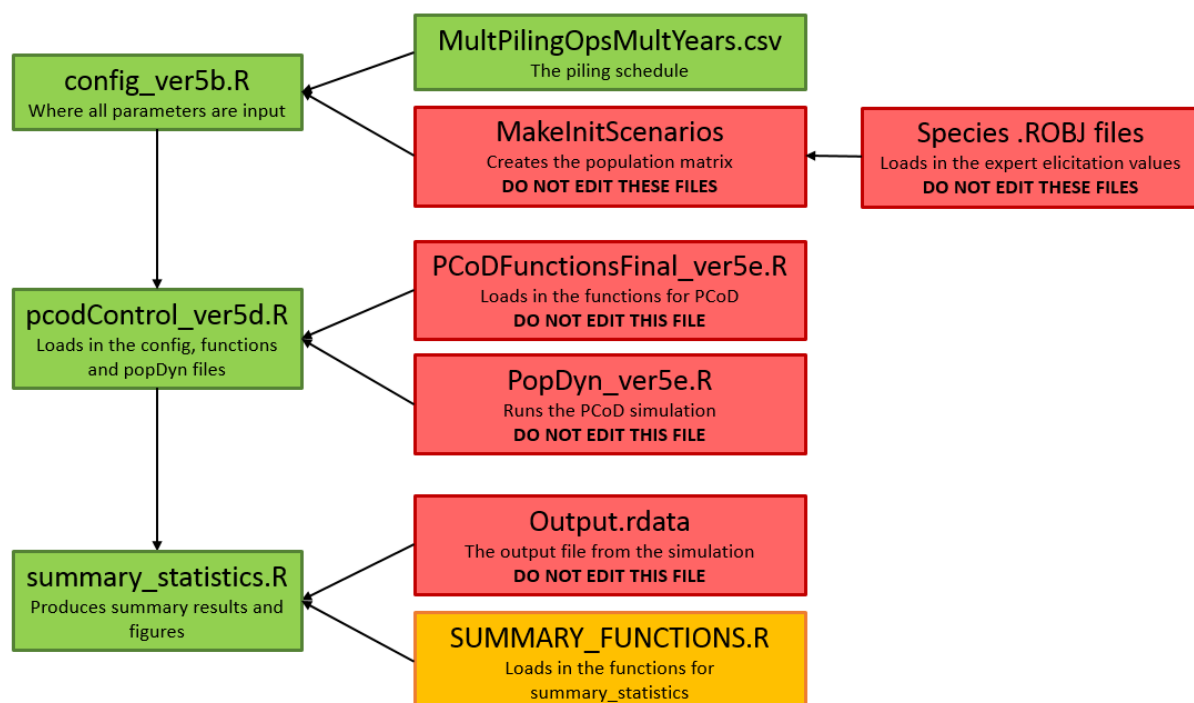 config_ver5b.R
Where all parameters are input
MultPilingOpsMultYears.csv
The piling schedule
MakeInitScenarios
Creates the population matrix
DO NOT EDIT THESE FILES
Species .ROBJ files
Loads in the expert elicitation values
DO NOT EDIT THESE FILES
pcodControl_ver5d.R
Loads in the config, functions
and popDyn files
PCoDFunctionsFinal_ver5e.R
Loads in the functions for PCoD
DO NOT EDIT THIS FILE
PopDyn_ver5e.R
Runs the PCoD simulation
DO NOT EDIT THIS FILE
summary_statistics.R
Produces summary results and
figures
Output.rdata
The output file from the simulation
DO NOT EDIT THIS FILE
SUMMARY_FUNCTIONS.R
Loads in the functions for
summary_statistics